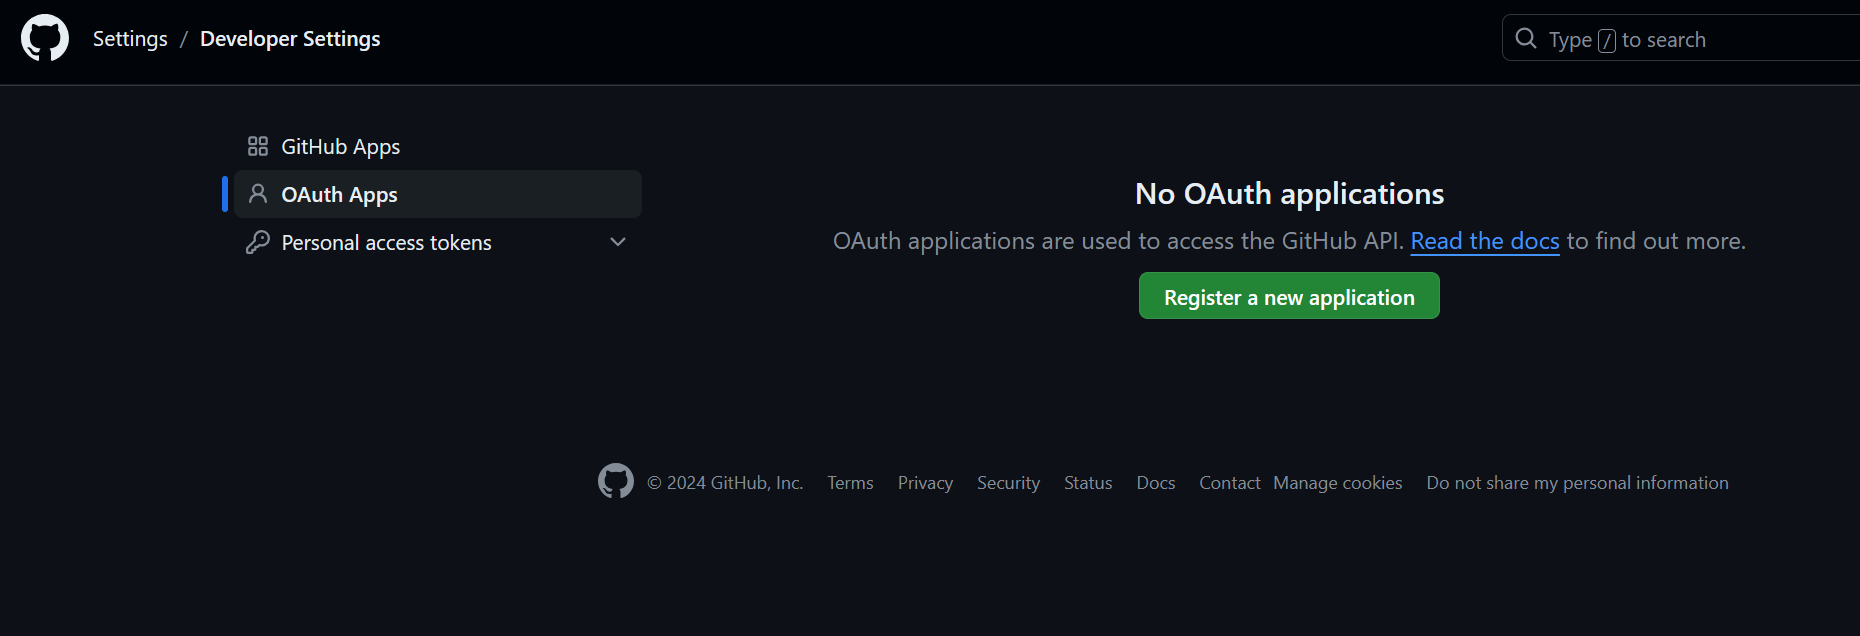 Settings / Developer Settings
Type / to search
GitHub Apps
OAuth Apps
Personal access tokens
No OAuth applications
OAuth applications are used to access the GitHub API. Read the docs to find out more.
Register a new application
© 2024 GitHub, Inc. Terms Privacy Security Status Docs Contact Manage cookies Do not share my personal information